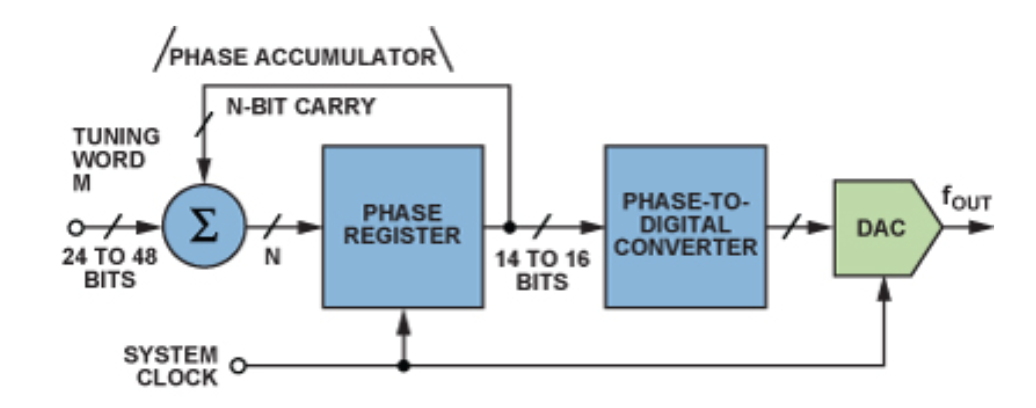 PHASE ACCUMULATOR
N-BIT CARRY
TUNING
WORD
M
24 TO 48
BITS
Σ
N
PHASE
REGISTER
14 TO 16
BITS
PHASE-TO-
DIGITAL
CONVERTER
DAC
fOUT
SYSTEM
CLOCK